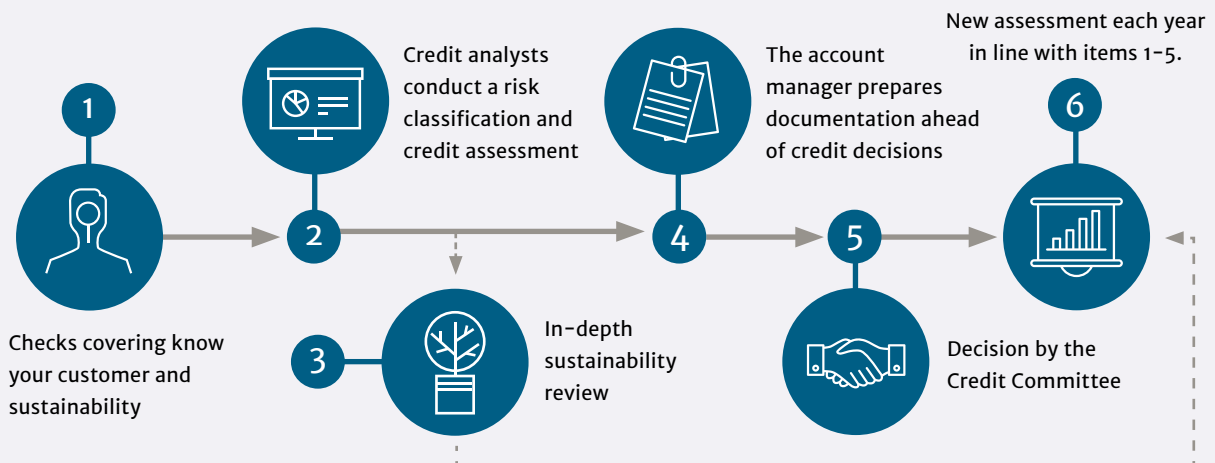 1
Checks covering know
your customer and
sustainability
2
Credit analysts
conduct a risk
classification and
credit assessment
3
In-depth
sustainability
review
4
The account
manager prepares
documentation ahead
of credit decisions
5
Decision by the
Credit Committee
New assessment each year
in line with items 1–5.
6